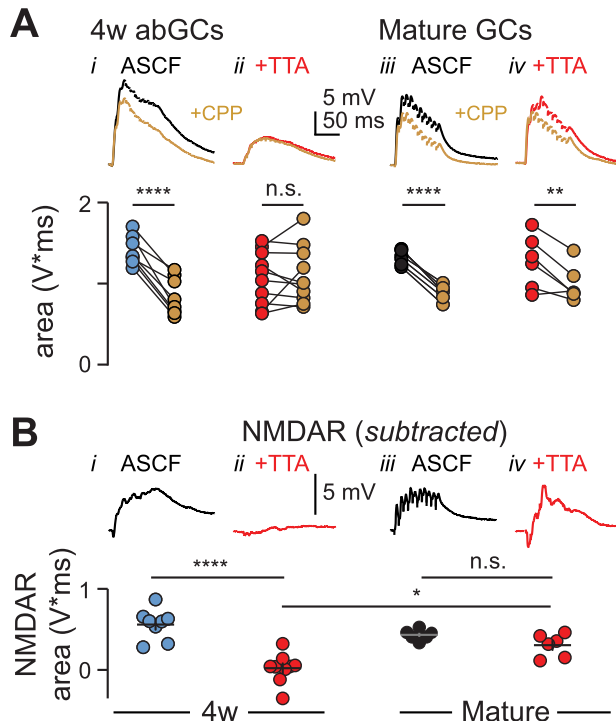 A
4w abGCs Mature GCs
i ASCF ii +TTA iii ASCF iv +TTA
+CPP 5 mV +CPP
50 ms
**** n.s. **** **
2
1
0
area (V*ms)
B
NMDAR (subtracted)
i ASCF ii +TTA iii ASCF iv +TTA
5 mV
**** n.s.
*
1
0
NMDAR
area (V*ms)
4w Mature